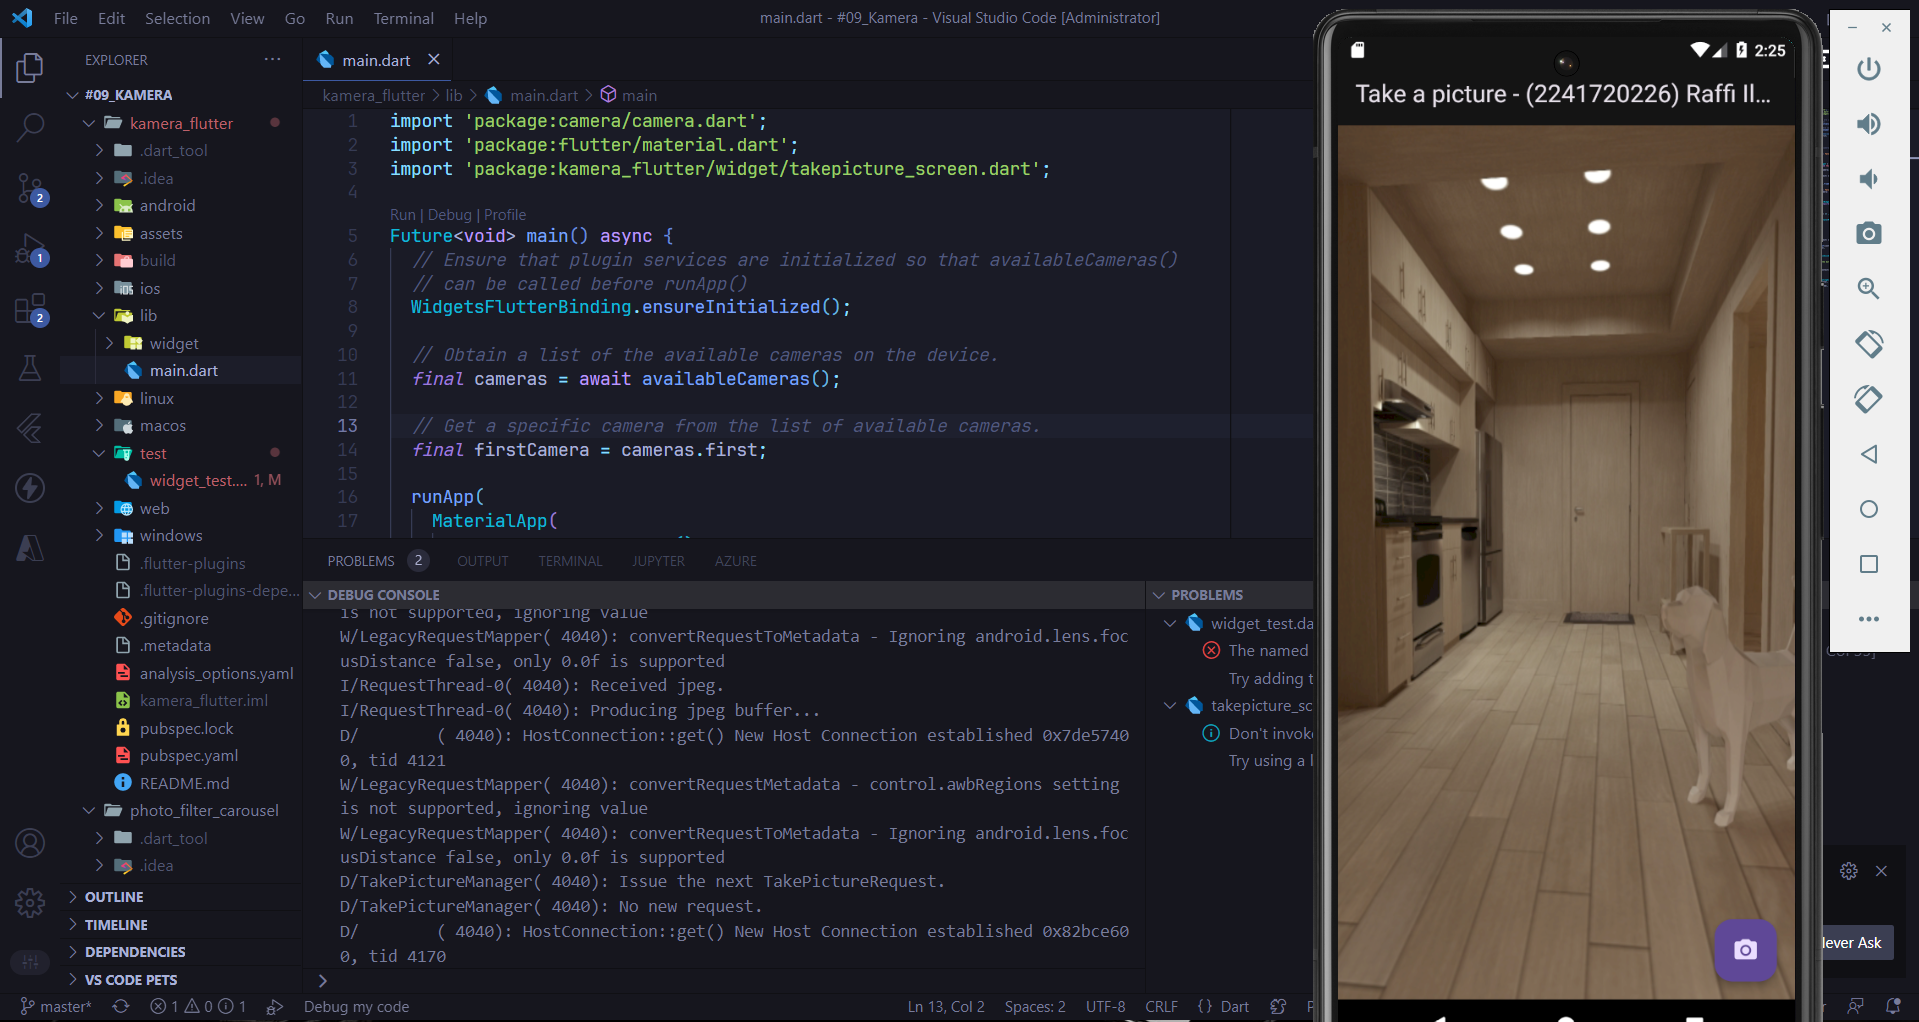 File Edit Selection View Go Run Terminal Help
main.dart - #09_Kamera - Visual Studio Code [Administrator]
EXPLORER
#09_KAMERA
kamera_flutter
.dart_tool
.idea
android
assets
build
ios
lib
widget
main.dart
linux
macos
test
widget_test.... 1, M
web
windows
.flutter-plugins
.flutter-plugins-depe...
.gitignore
.metadata
analysis_options.yaml
kamera_flutter.iml
pubspec.lock
pubspec.yaml
README.md
photo_filter_carousel
.dart_tool
.idea
OUTLINE
TIMELINE
DEPENDENCIES
VS CODE PETS
2
1
2
main.dart
kamera_flutter > lib > main.dart > main
1 import 'package:camera/camera.dart';
2 import 'package:flutter/material.dart';
3 import 'package:kamera_flutter/widget/takepicture_screen.dart';
4
Run | Debug | Profile
5 Future<void> main() async {
6 // Ensure that plugin services are initialized so that availableCameras()
7 // can be called before runApp()
8 WidgetsFlutterBinding.ensureInitialized();
9
10 // Obtain a list of the available cameras on the device.
11 final cameras = await availableCameras();
12
13 // Get a specific camera from the list of available cameras.
14 final firstCamera = cameras.first;
15
16 runApp(
17 MaterialApp(
PROBLEMS 2 OUTPUT TERMINAL JUPYTER AZURE
DEBUG CONSOLE
is not supported, ignoring value
W/LegacyRequestMapper( 4040): convertRequestToMetadata - Ignoring android.lens.foc
usDistance false, only 0.0f is supported
I/RequestThread-0( 4040): Received jpeg.
I/RequestThread-0( 4040): Producing jpeg buffer...
D/        ( 4040): HostConnection::get() New Host Connection established 0x7de5740
0, tid 4121
W/LegacyRequestMapper( 4040): convertRequestMetadata - control.awbRegions setting
is not supported, ignoring value
W/LegacyRequestMapper( 4040): convertRequestToMetadata - Ignoring android.lens.foc
usDistance false, only 0.0f is supported
D/TakePictureManager( 4040): Issue the next TakePictureRequest.
D/TakePictureManager( 4040): No new request.
D/        ( 4040): HostConnection::get() New Host Connection established 0x82bce60
0, tid 4170
>
PROBLEMS
widget_test.da
The named
Try adding t
takepicture_sc
Don't invok
Try using a l
2:25
Take a picture - (2241720226) Raffi Il...
lever Ask
master* 1 0 1 Debug my code Ln 13, Col 2 Spaces: 2 UTF-8 CRLF {} Dart